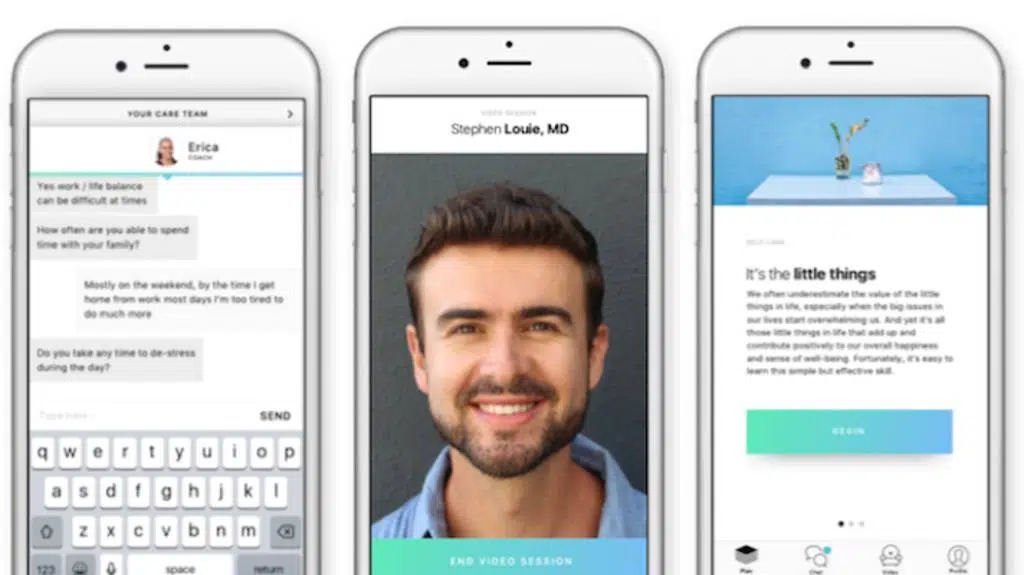 YOUR CARE TEAM
Erica
COACH
Yes work / life balance
can be difficult at times
How often are you able to spend
time with your family?
Mostly on the weekend, by the time I get
home from work most days I'm too tired to
do much more
Do you take any time to de-stress
during the day?
Type here
SEND
q w e r t y u i o p
a s d f g h j k l
z x c v b n m
123 space return
VIDEO SESSION
Stephen Louie, MD
END VIDEO SESSION
SELF CARE
It's the little things
We often underestimate the value of the little
things in life, especially when the big issues in
our lives start overwhelming us. And yet it's all
those little things in life that add up and
contribute positively to our overall happiness
and sense of well-being. Fortunately, it's easy to
learn this simple but effective skill.
BEGIN
Plan Chat Video Profile